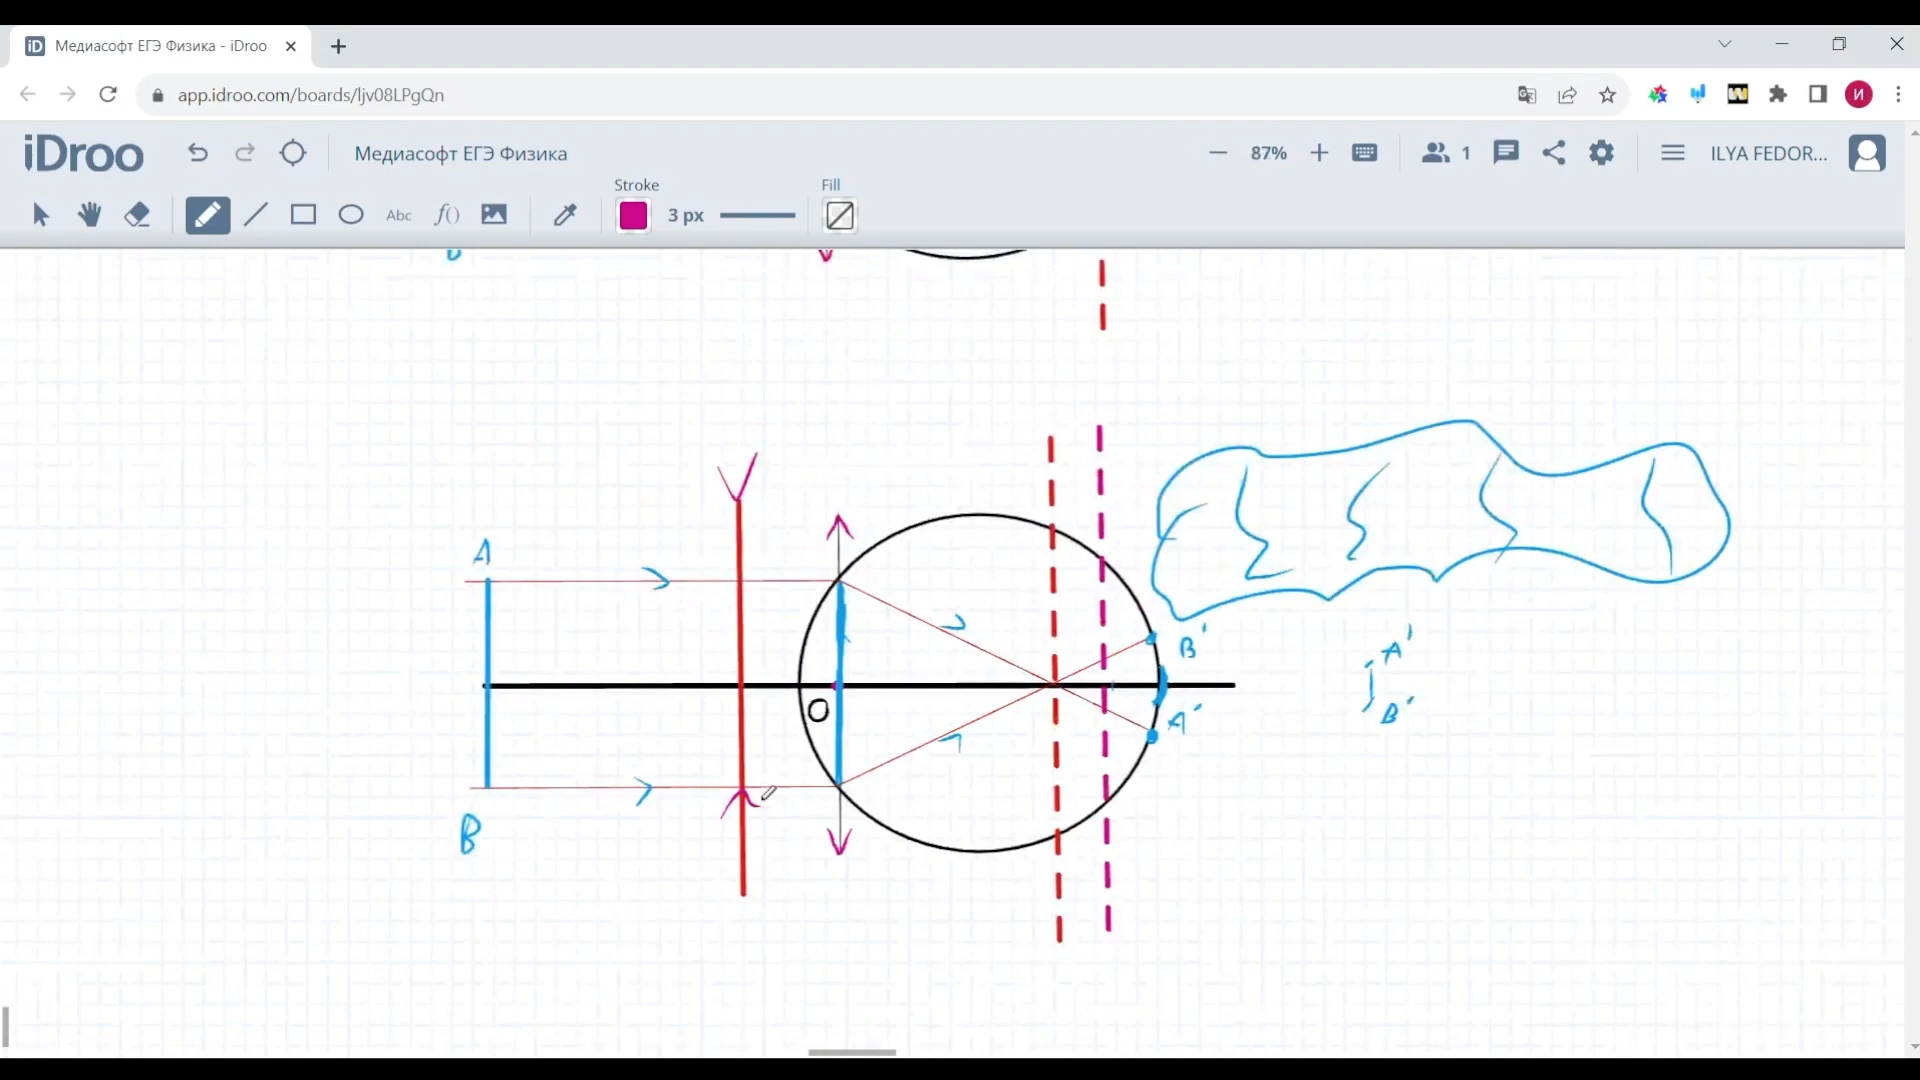 Медиасофт ЕГЭ Физика - iDroo
app.idroo.com/boards/ljv08LPgQn
И
iDroo
Медиасофт ЕГЭ Физика
87%
1
ILYA FEDOR...
Stroke
Fill
Abc
f()
3 px
A
B'
A'
O
A'
B'
B